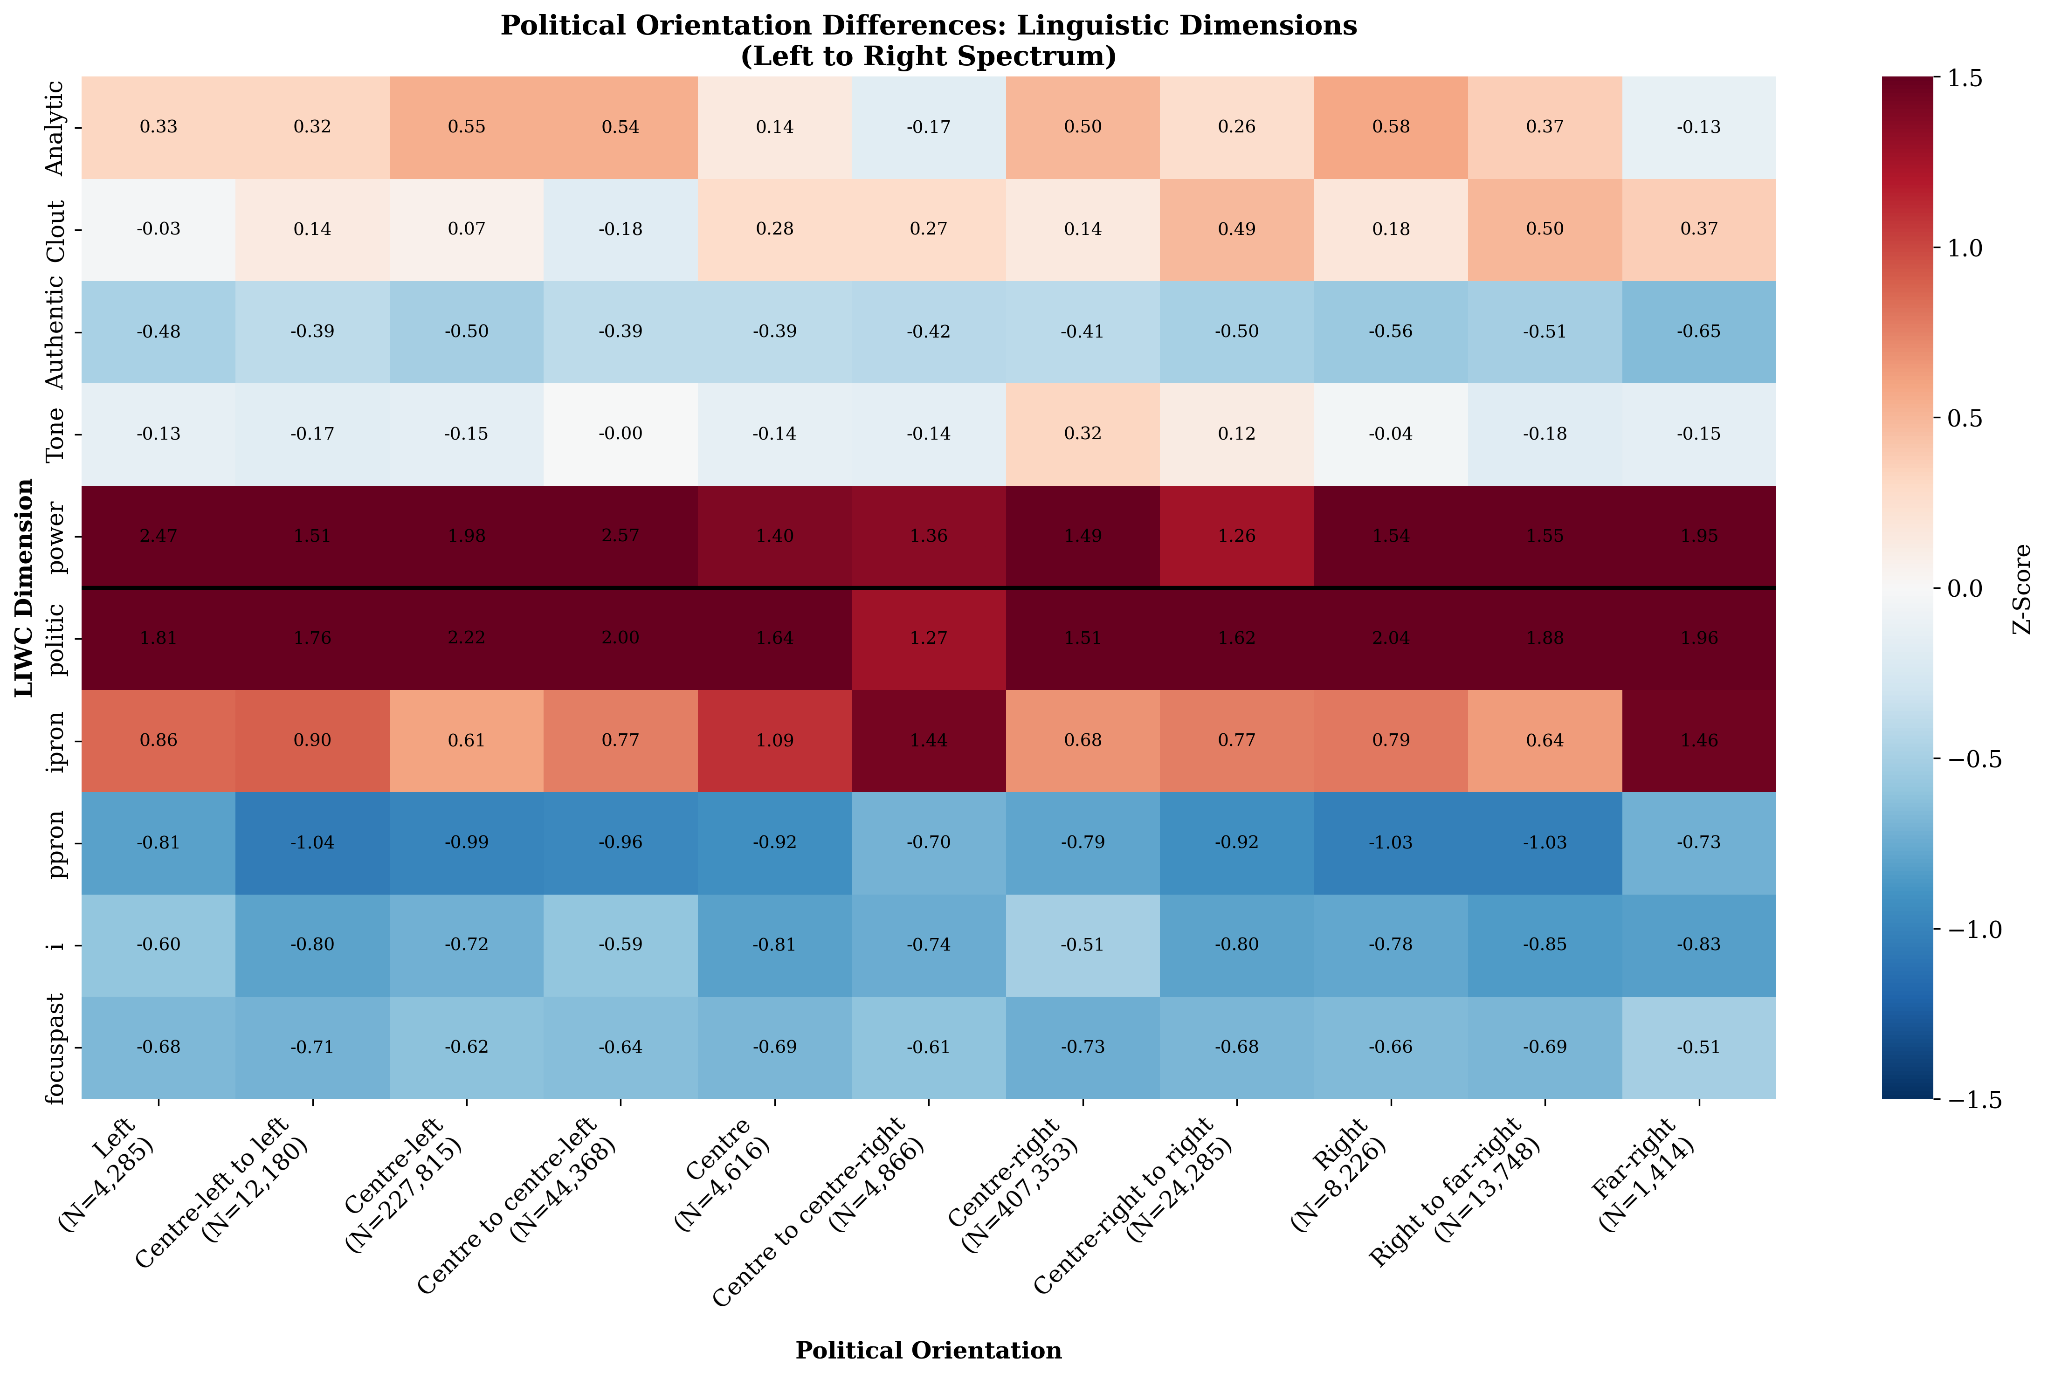 Political Orientation Differences: Linguistic Dimensions
(Left to Right Spectrum)
LIWC Dimension
Analytic
0.33 0.32 0.55 0.54 0.14 -0.17 0.50 0.26 0.58 0.37 -0.13
Clout
-0.03 0.14 0.07 -0.18 0.28 0.27 0.14 0.49 0.18 0.50 0.37
Authentic
-0.48 -0.39 -0.50 -0.39 -0.39 -0.42 -0.41 -0.50 -0.56 -0.51 -0.65
Tone
-0.13 -0.17 -0.15 -0.00 -0.14 -0.14 0.32 0.12 -0.04 -0.18 -0.15
power
2.47 1.51 1.98 2.57 1.40 1.36 1.49 1.26 1.54 1.55 1.95
politic
1.81 1.76 2.22 2.00 1.64 1.27 1.51 1.62 2.04 1.88 1.96
ipron
0.86 0.90 0.61 0.77 1.09 1.44 0.68 0.77 0.79 0.64 1.46
ppron
-0.81 -1.04 -0.99 -0.96 -0.92 -0.70 -0.79 -0.92 -1.03 -1.03 -0.73
i
-0.60 -0.80 -0.72 -0.59 -0.81 -0.74 -0.51 -0.80 -0.78 -0.85 -0.83
focuspast
-0.68 -0.71 -0.62 -0.64 -0.69 -0.61 -0.73 -0.68 -0.66 -0.69 -0.51
Left
(N=4,285)
Centre-left to left
(N=12,180)
Centre-left
(N=227,815)
Centre to centre-left
(N=44,368)
Centre
(N=4,616)
Centre to centre-right
(N=4,866)
Centre-right
(N=407,353)
Centre-right to right
(N=24,285)
Right
(N=8,226)
Right to far-right
(N=13,748)
Far-right
(N=1,414)
Political Orientation
1.5
1.0
0.5
0.0
−0.5
−1.0
−1.5
Z-Score